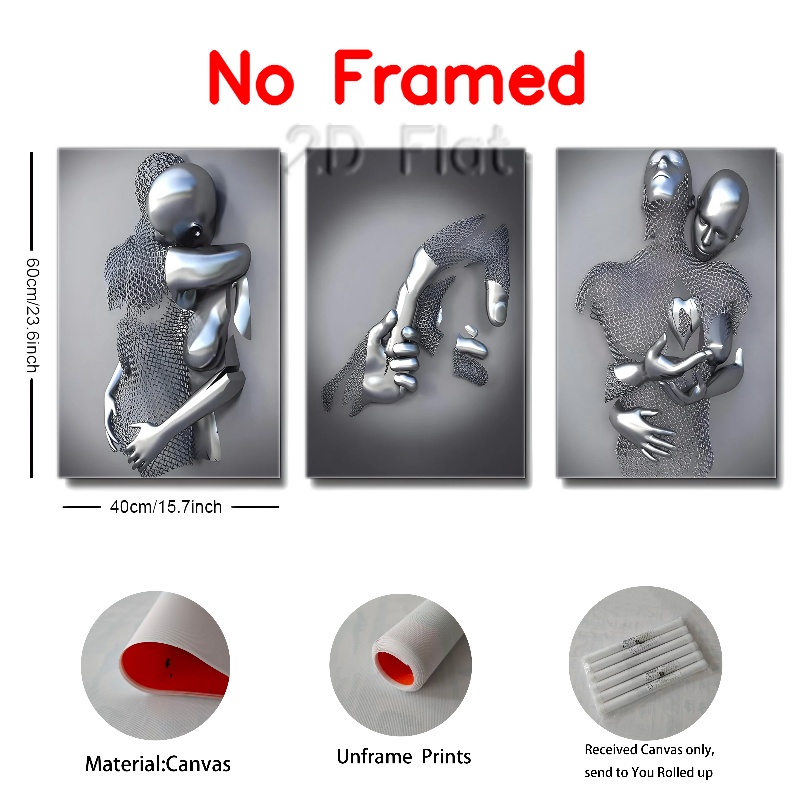 No Framed
2D Flat
60cm/23.6inch
40cm/15.7inch
Material:Canvas
Unframe Prints
Received Canvas only,
send to You Rolled up